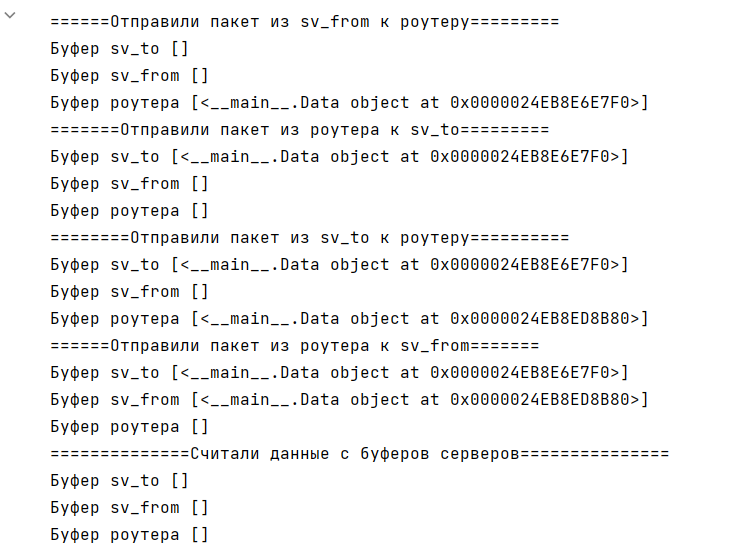 ======Отправили пакет из sv_from к роутеру=========
Буфер sv_to []
Буфер sv_from []
Буфер роутера [<__main__.Data object at 0x0000024EB8E6E7F0>]
=======Отправили пакет из роутера к sv_to=========
Буфер sv_to [<__main__.Data object at 0x0000024EB8E6E7F0>]
Буфер sv_from []
Буфер роутера []
========Отправили пакет из sv_to к роутеру==========
Буфер sv_to [<__main__.Data object at 0x0000024EB8E6E7F0>]
Буфер sv_from []
Буфер роутера [<__main__.Data object at 0x0000024EB8ED8B80>]
======Отправили пакет из роутера к sv_from=======
Буфер sv_to [<__main__.Data object at 0x0000024EB8E6E7F0>]
Буфер sv_from [<__main__.Data object at 0x0000024EB8ED8B80>]
Буфер роутера []
==============Считали данные с буферов серверов===============
Буфер sv_to []
Буфер sv_from []
Буфер роутера []